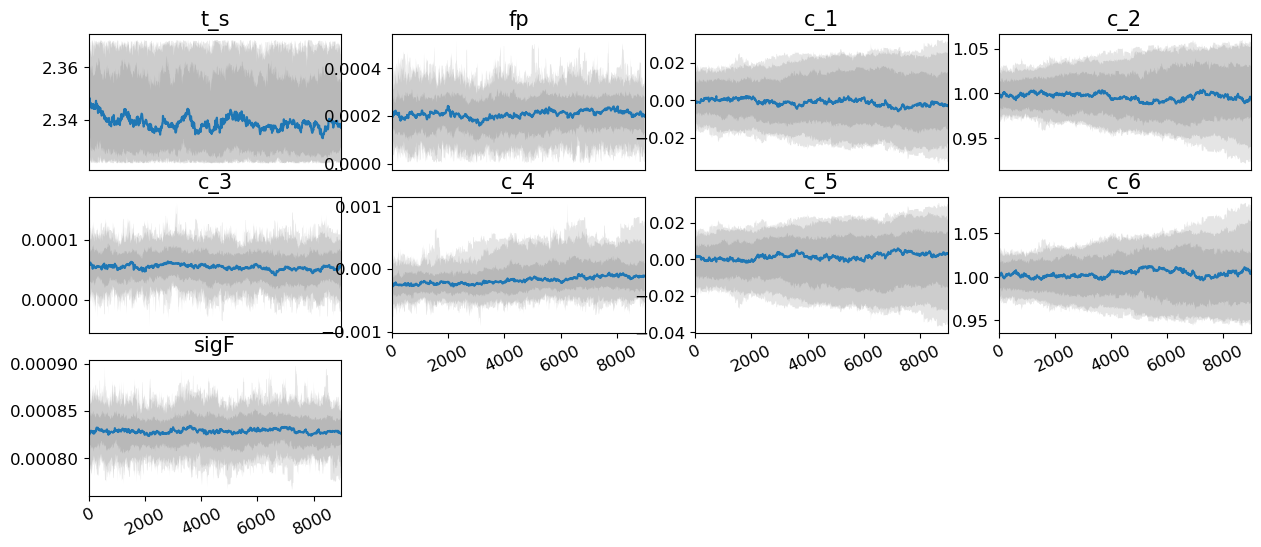 t_s fp c_1 c_2
2.36 0.0004 0.02 1.05
2.34 0.0002 0.00 1.00
0.0000 −0.02 0.95
c_3 c_4 c_5 c_6
0.0001 0.001 0.02 1.05
0.0000 0.000 0.00 1.00
−0.001 −0.02 0.95
−0.04
0 2000 4000 6000 8000 0 2000 4000 6000 8000 0 2000 4000 6000 8000
sigF
0.00090
0.00085
0.00080
0 2000 4000 6000 8000